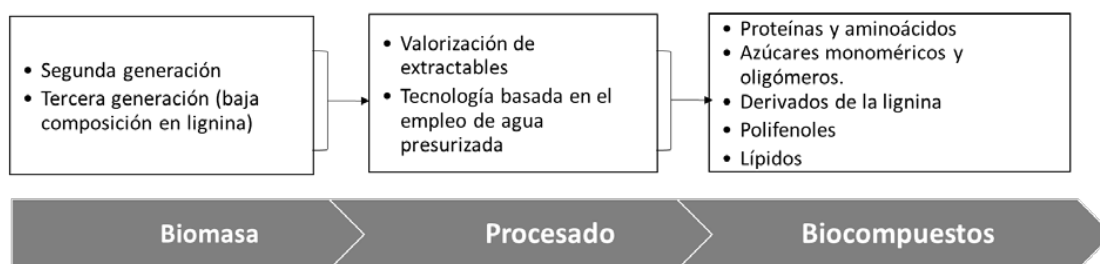 • Segunda generación
• Tercera generación (baja
composición en lignina)
• Valorización de
extractables
• Tecnología basada en el
empleo de agua
presurizada
• Proteínas y aminoácidos
• Azúcares monoméricos y
oligómeros.
• Derivados de la lignina
• Polifenoles
• Lípidos
Biomasa
Procesado
Biocompuestos